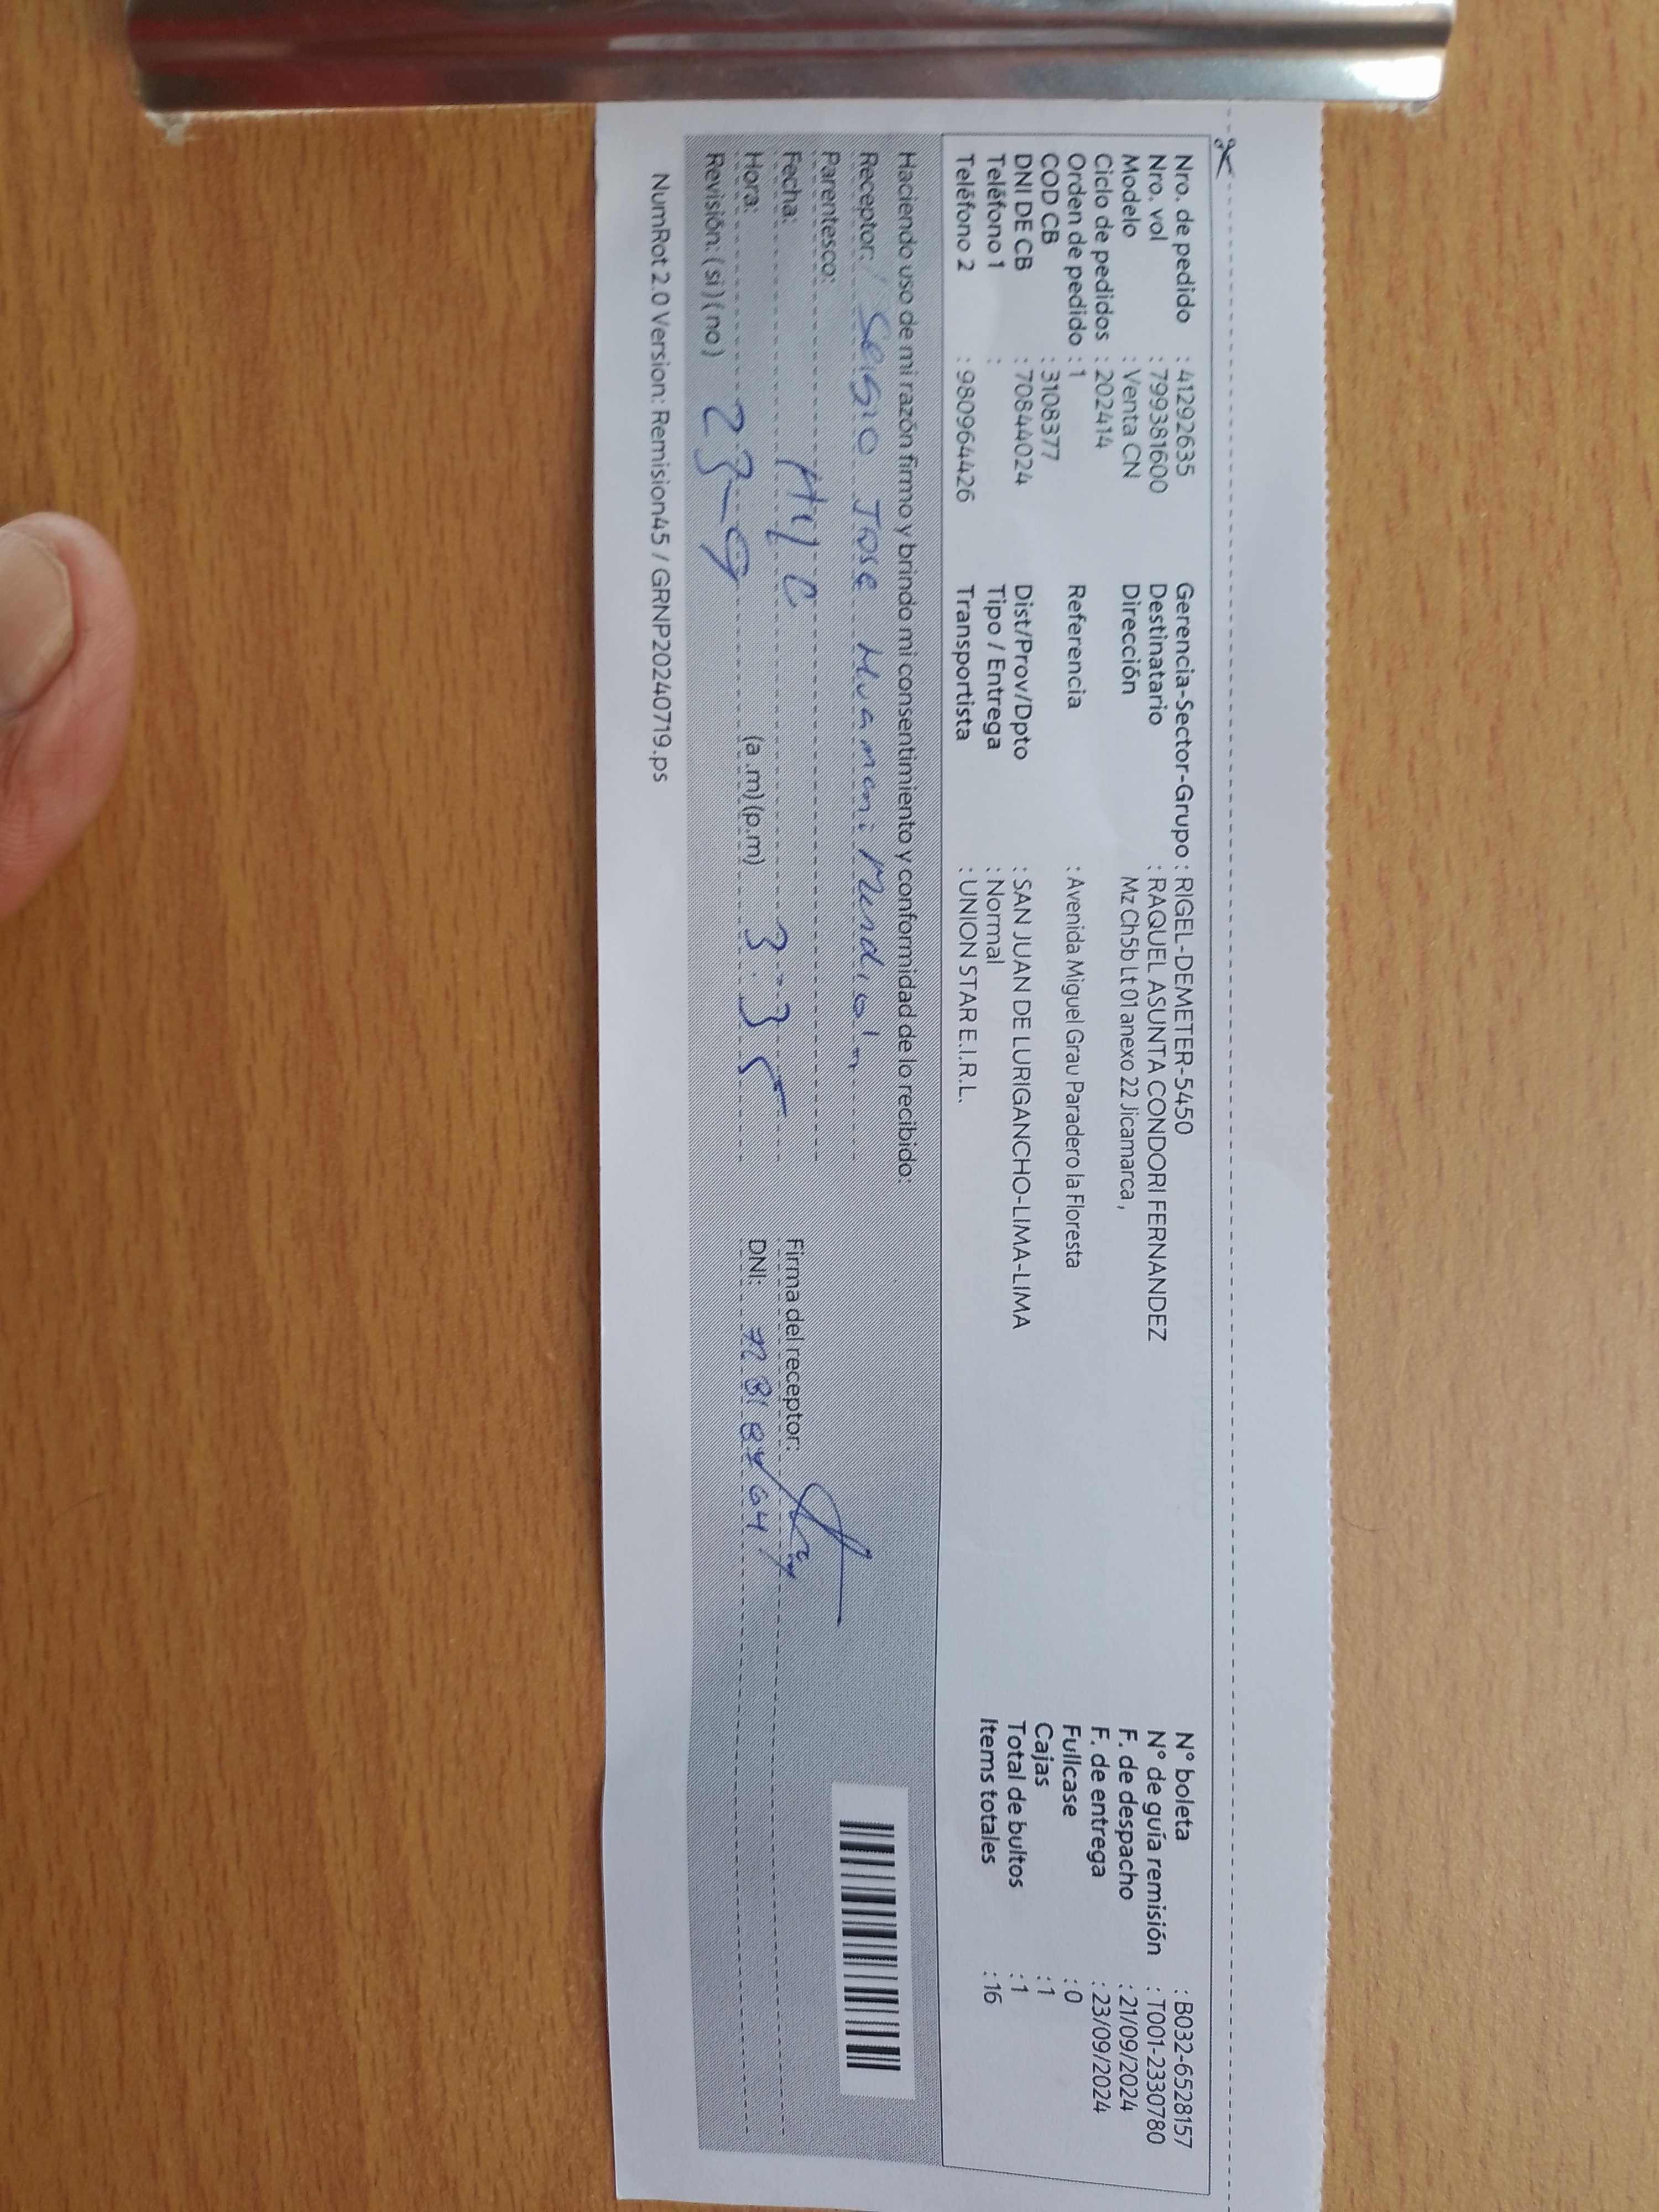 Nro. de pedido : 41292635
Nro. vol : 799381600
Modelo : Venta CN
Ciclo de pedidos : 202414
Orden de pedido : 1
COD CB : 3108377
DNI DE CB : 70844024
Teléfono 1 :
Teléfono 2 : 980964426
Gerencia-Sector-Grupo : RIGEL-DEMETER-5450
Destinatario : RAQUEL ASUNTA CONDORI FERNANDEZ
Dirección Mz Ch5b Lt 01 anexo 22 Jicamarca ,
Referencia : Avenida Miguel Grau Paradero la Floresta
Dist/Prov/Dpto : SAN JUAN DE LURIGANCHO-LIMA-LIMA
Tipo / Entrega : Normal
Transportista : UNION STAR E.I.R.L.
N° boleta : B032-6528157
N° de guía remisión : T001-2330780
F. de despacho : 21/09/2024
F. de entrega : 23/09/2024
Fullcase : 0
Cajas : 1
Total de bultos : 1
Items totales : 16
Haciendo uso de mi razón firmo y brindo mi consentimiento y conformidad de lo recibido:
Receptor: Sergio Jose Huamani Mendiola
Parentesco:
Fecha:
Hora: (a.m) (p.m) 3:35
Revisión: ( si ) ( no ) 23-9
Firma del receptor:
DNI:
NumRot 2.0 Version: Remision45 / GRNP20240719.ps